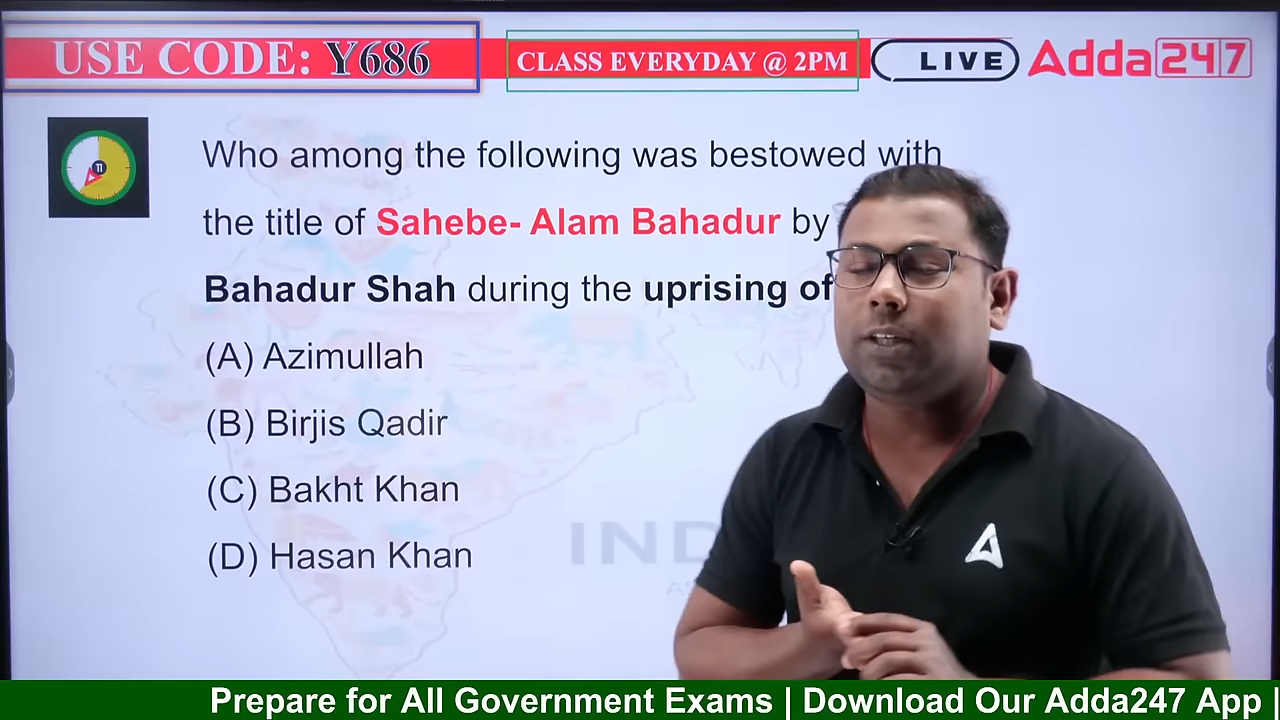 USE CODE: Y686
CLASS EVERYDAY @ 2PM
LIVE
Adda247
Who among the following was bestowed with
the title of Sahebe- Alam Bahadur by
Bahadur Shah during the uprising of
(A) Azimullah
(B) Birjis Qadir
(C) Bakht Khan
(D) Hasan Khan
IND
Prepare for All Government Exams | Download Our Adda247 App |